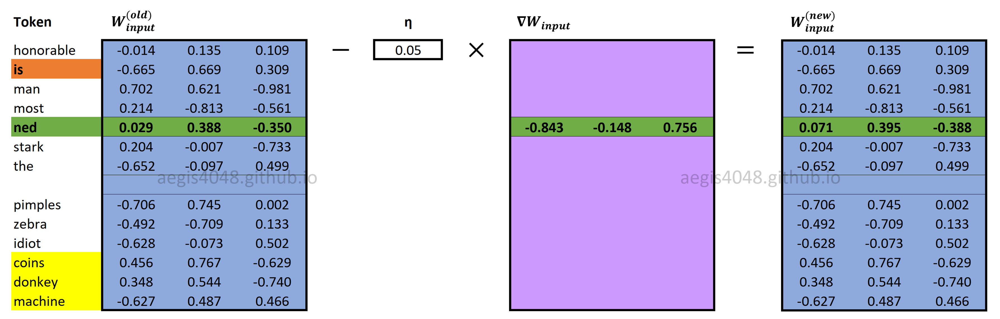 Token W(old)input η ∇Winput W(new)input
honorable -0.014 0.135 0.109 − 0.05 × = -0.014 0.135 0.109
is -0.665 0.669 0.309 -0.665 0.669 0.309
man 0.702 0.621 -0.981 0.702 0.621 -0.981
most 0.214 -0.813 -0.561 0.214 -0.813 -0.561
ned 0.029 0.388 -0.350 -0.843 -0.148 0.756 0.071 0.395 -0.388
stark 0.204 -0.007 -0.733 0.204 -0.007 -0.733
the -0.652 -0.097 0.499 -0.652 -0.097 0.499
aegis4048.github.io aegis4048.github.io
pimples -0.706 0.745 0.002 -0.706 0.745 0.002
zebra -0.492 -0.709 0.133 -0.492 -0.709 0.133
idiot -0.628 -0.073 0.502 -0.628 -0.073 0.502
coins 0.456 0.767 -0.629 0.456 0.767 -0.629
donkey 0.348 0.544 -0.740 0.348 0.544 -0.740
machine -0.627 0.487 0.466 -0.627 0.487 0.466